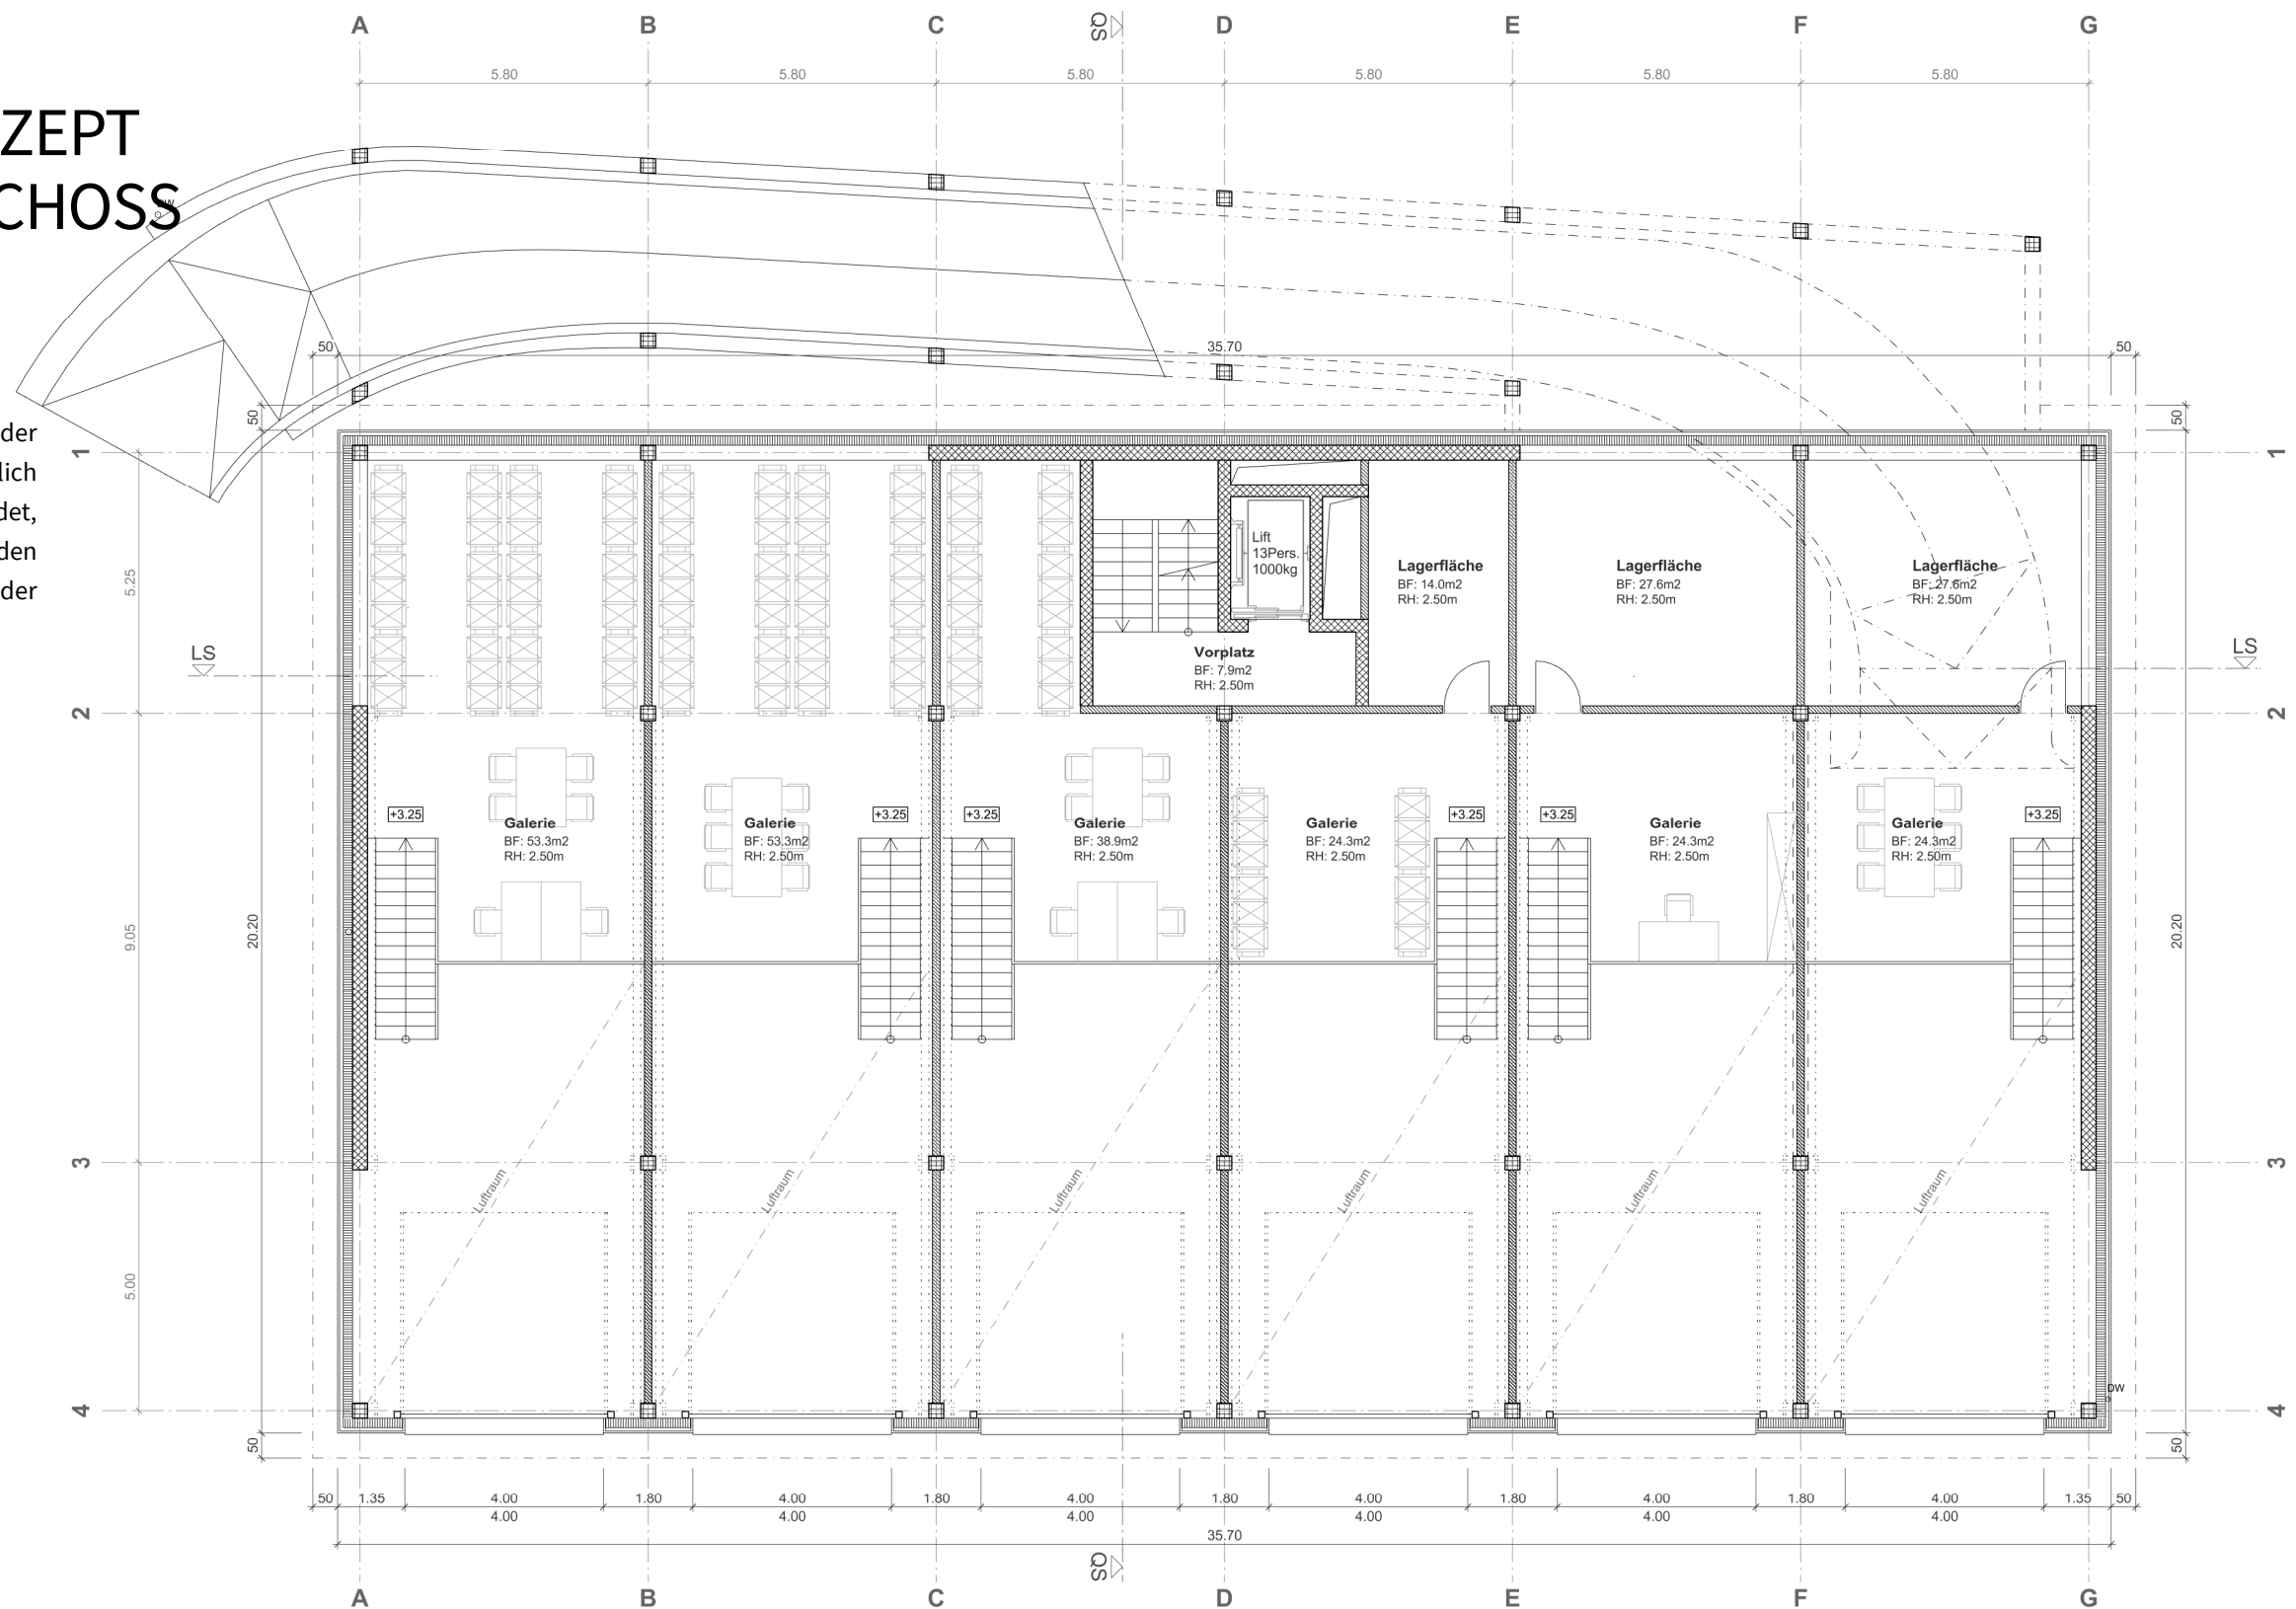 A B C QS D E F G
5.80 5.80 5.80 5.80 5.80 5.80
ZEPT
CHOSS
DW
50 35.70 50
50 50
der
lich
det,
den
der
1 1
5.25
Lift
13Pers.
1000kg
Lagerfläche
BF: 14.0m2
RH: 2.50m
Lagerfläche
BF: 27.6m2
RH: 2.50m
Lagerfläche
BF: 27.6m2
RH: 2.50m
LS LS
Vorplatz
BF: 7.9m2
RH: 2.50m
2 2
+3.25 +3.25 +3.25 +3.25 +3.25 +3.25
Galerie
BF: 53.3m2
RH: 2.50m
Galerie
BF: 53.3m2
RH: 2.50m
Galerie
BF: 38.9m2
RH: 2.50m
Galerie
BF: 24.3m2
RH: 2.50m
Galerie
BF: 24.3m2
RH: 2.50m
Galerie
BF: 24.3m2
RH: 2.50m
9.05 20.20 20.20
3 3
Luftraum Luftraum Luftraum Luftraum Luftraum Luftraum
5.00
DW
4 4
50 50
50 1.35 4.00 1.80 4.00 1.80 4.00 1.80 4.00 1.80 4.00 1.80 4.00 1.35 50
4.00 4.00 4.00 4.00 4.00 4.00
35.70
A B C QS D E F G